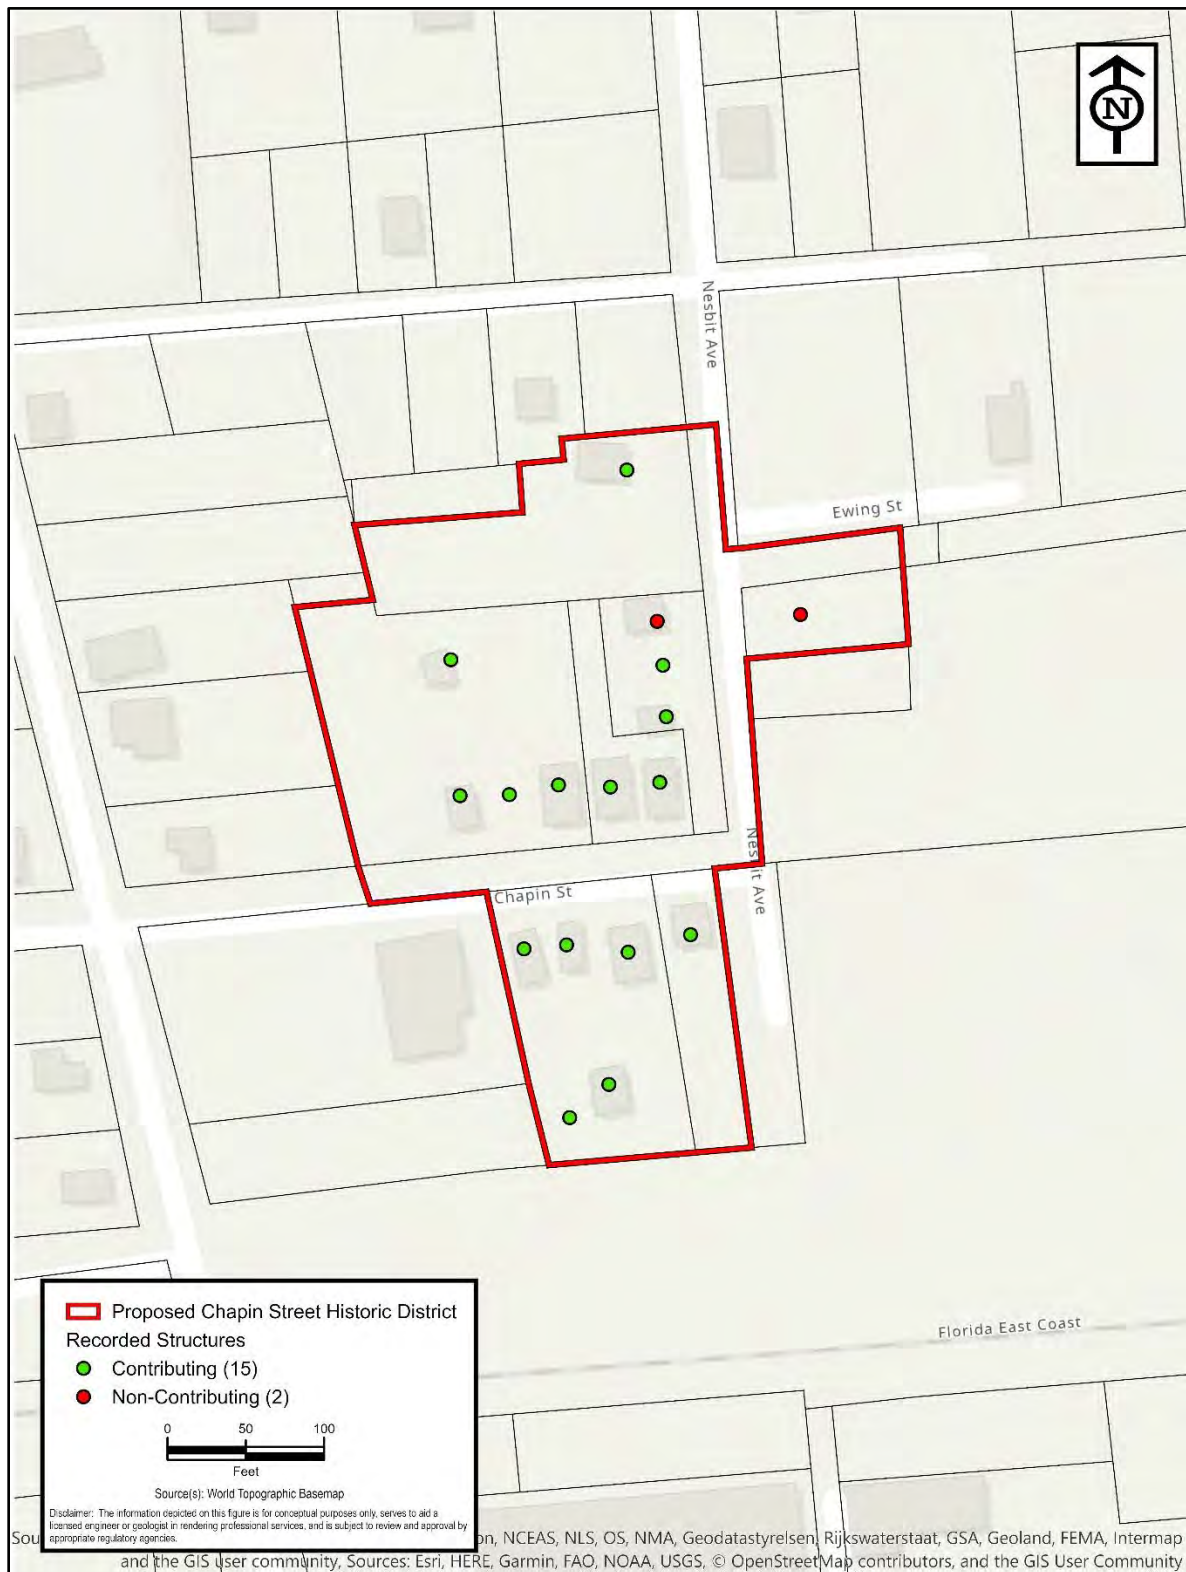 N
Nesbit Ave
Ewing St
Nesbit Ave
Chapin St
Florida East Coast
Proposed Chapin Street Historic District
Recorded Structures
Contributing (15)
Non-Contributing (2)
0 50 100
Feet
Source(s): World Topographic Basemap
Disclaimer: The information depicted on this figure is for conceptual purposes only, serves to aid a
licensed engineer or geologist in rendering professional services, and is subject to review and approval by
appropriate regulatory agencies.
Sou on, NCEAS, NLS, OS, NMA, Geodatastyrelsen, Rijkswaterstaat, GSA, Geoland, FEMA, Intermap
and the GIS user community, Sources: Esri, HERE, Garmin, FAO, NOAA, USGS, © OpenStreetMap contributors, and the GIS User Community